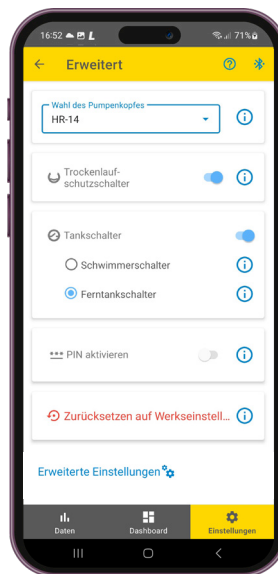 16:52
71%
Erweitert
Wahl des Pumpenkopfes
HR-14
Trockenlauf-
schutzschalter
Tankschalter
Schwimmerschalter
Ferntankschalter
PIN aktivieren
Zurücksetzen auf Werkseinstell...
Erweiterte Einstellungen
Daten
Dashboard
Einstellungen